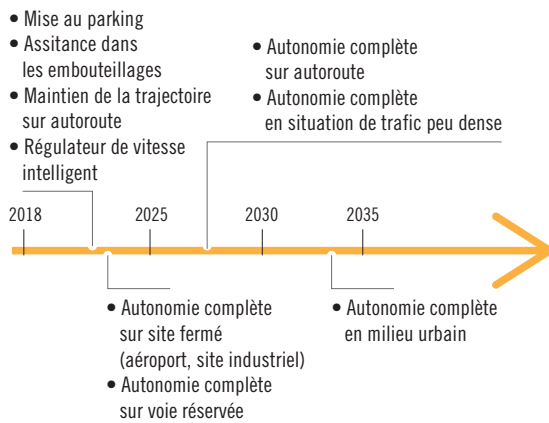 • Mise au parking
• Assitance dans
les embouteillages
• Maintien de la trajectoire
sur autoroute
• Régulateur de vitesse
intelligent
• Autonomie complète
sur autoroute
• Autonomie complète
en situation de trafic peu dense
2018
2025
2030
2035
• Autonomie complète
sur site fermé
(aéroport, site industriel)
• Autonomie complète
sur voie réservée
• Autonomie complète
en milieu urbain